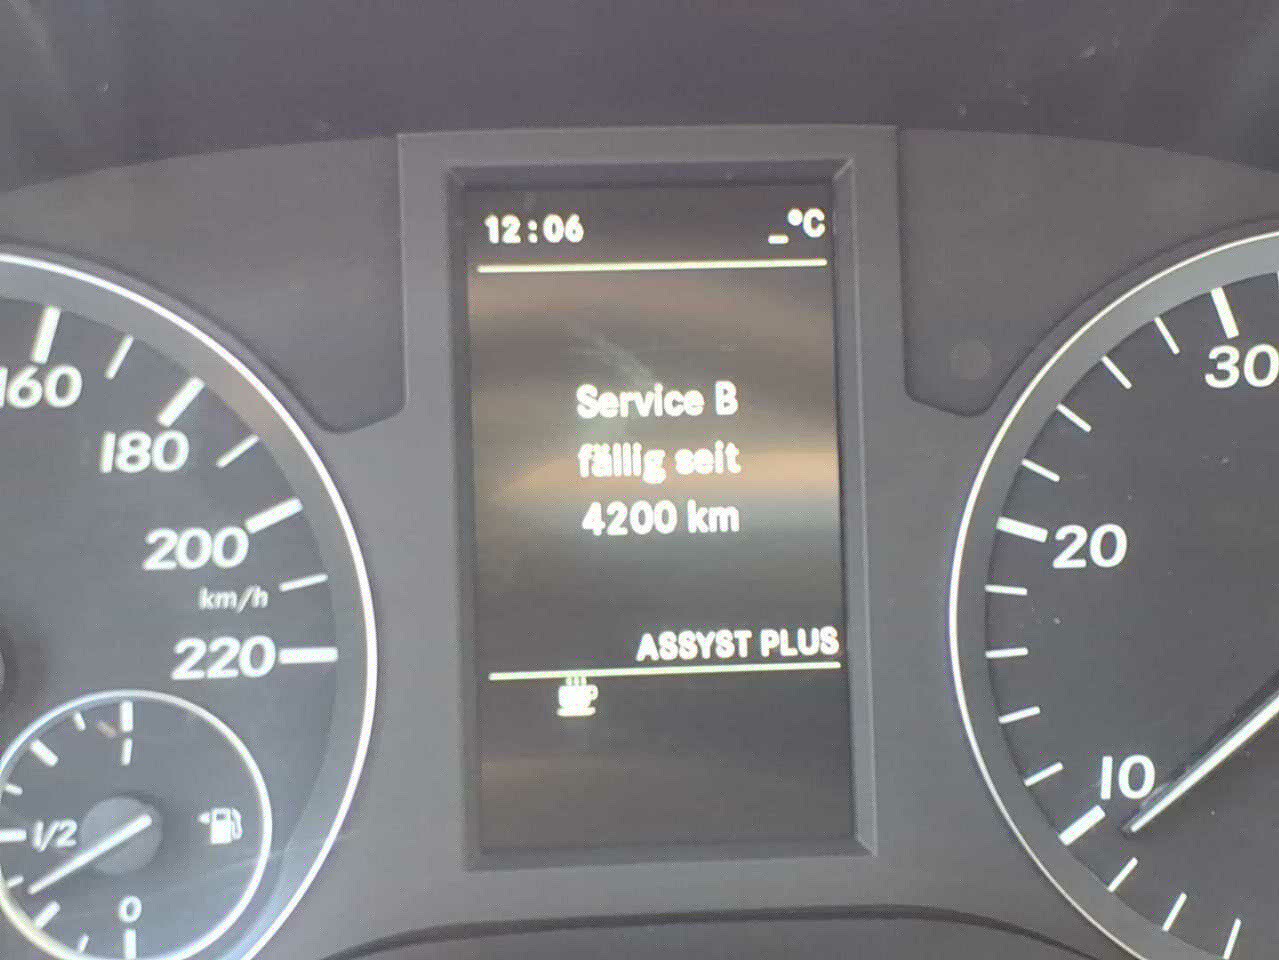 12:06 _°C
Service B
fällig seit
4200 km
ASSYST PLUS
160
180
200
km/h
220
1/2
0
30
20
10